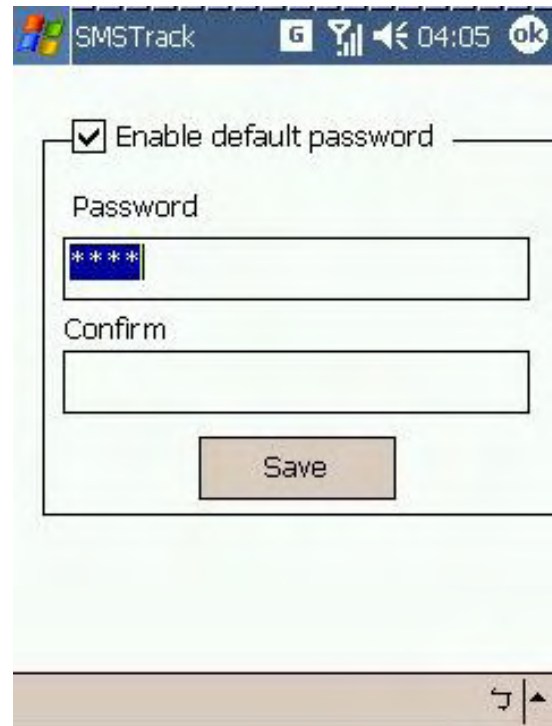 SMSTrack G 04:05 ok
Enable default password
Password
****
Confirm
Save
ㄅ